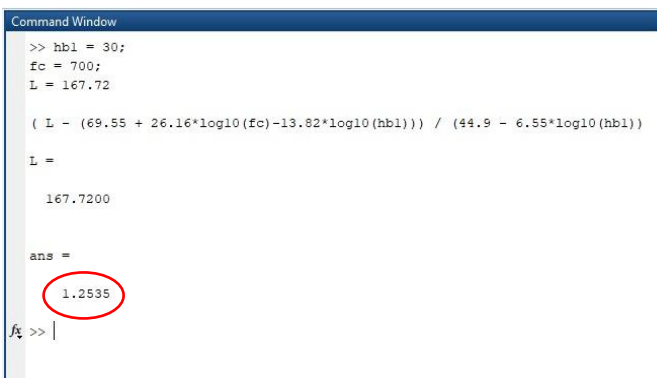 Command Window
>> hb1 = 30;
fc = 700;
L = 167.72
( L - (69.55 + 26.16*log10(fc)-13.82*log10(hb1))) / (44.9 - 6.55*log10(hb1))
L =
167.7200
ans =
1.2535
fx >>